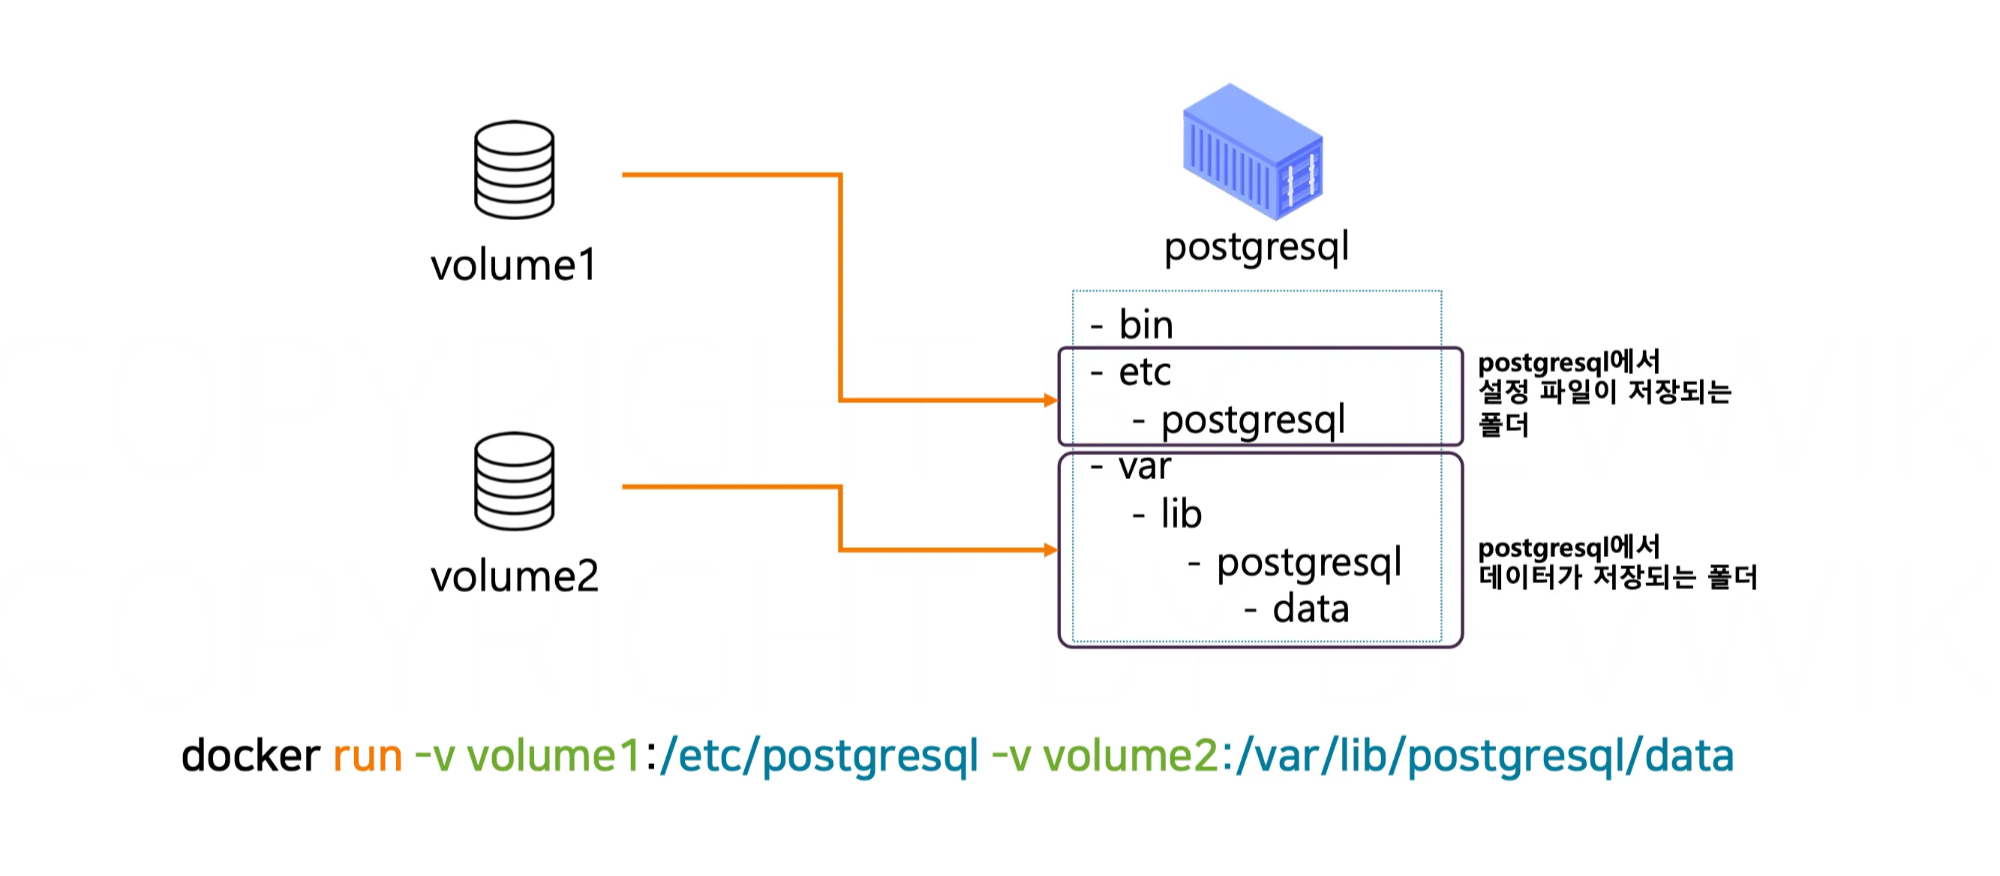 volume1
volume2
postgresql
- bin
- etc
- postgresql
- var
- lib
- postgresql
- data
postgresql에서
설정 파일이 저장되는
폴더
postgresql에서
데이터가 저장되는 폴더
docker run -v volume1:/etc/postgresql -v volume2:/var/lib/postgresql/data